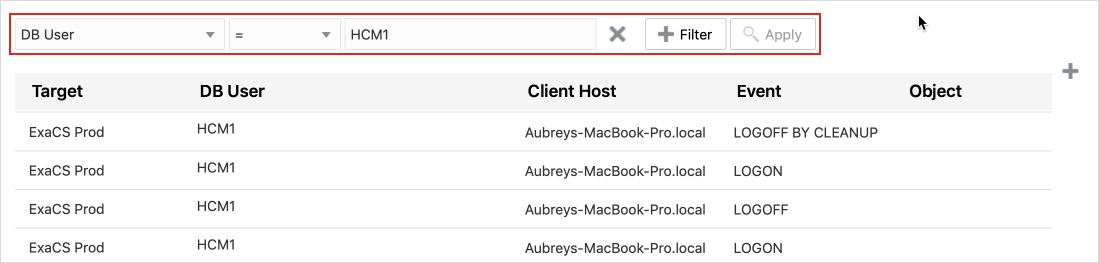 DB User = HCM1 Filter Apply
Target DB User Client Host Event Object
ExaCS Prod HCM1 Aubreys-MacBook-Pro.local LOGOFF BY CLEANUP
ExaCS Prod HCM1 Aubreys-MacBook-Pro.local LOGON
ExaCS Prod HCM1 Aubreys-MacBook-Pro.local LOGOFF
ExaCS Prod HCM1 Aubreys-MacBook-Pro.local LOGON